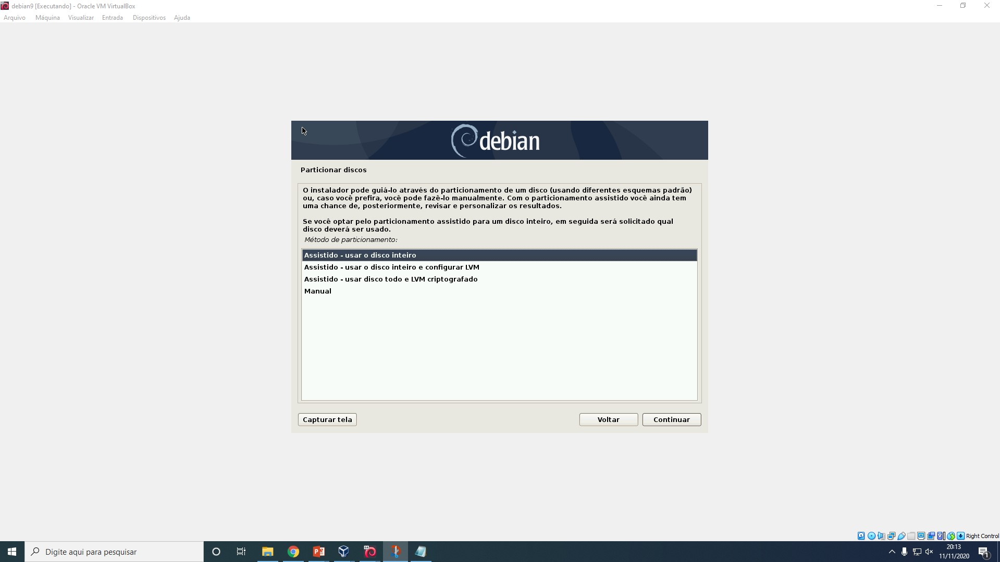 debian9 [Executando] - Oracle VM VirtualBox
Arquivo Máquina Visualizar Entrada Dispositivos Ajuda
debian
Particionar discos
O instalador pode guiá-lo através do particionamento de um disco (usando diferentes esquemas padrão)
ou, caso você prefira, você pode fazê-lo manualmente. Com o particionamento assistido você ainda tem
uma chance de, posteriormente, revisar e personalizar os resultados.
Se você optar pelo particionamento assistido para um disco inteiro, em seguida será solicitado qual
disco deverá ser usado.
Método de particionamento:
Assistido - usar o disco inteiro
Assistido - usar o disco inteiro e configurar LVM
Assistido - usar disco todo e LVM criptografado
Manual
Capturar tela Voltar Continuar
Right Control
Digite aqui para pesquisar
20:13
11/11/2020
1